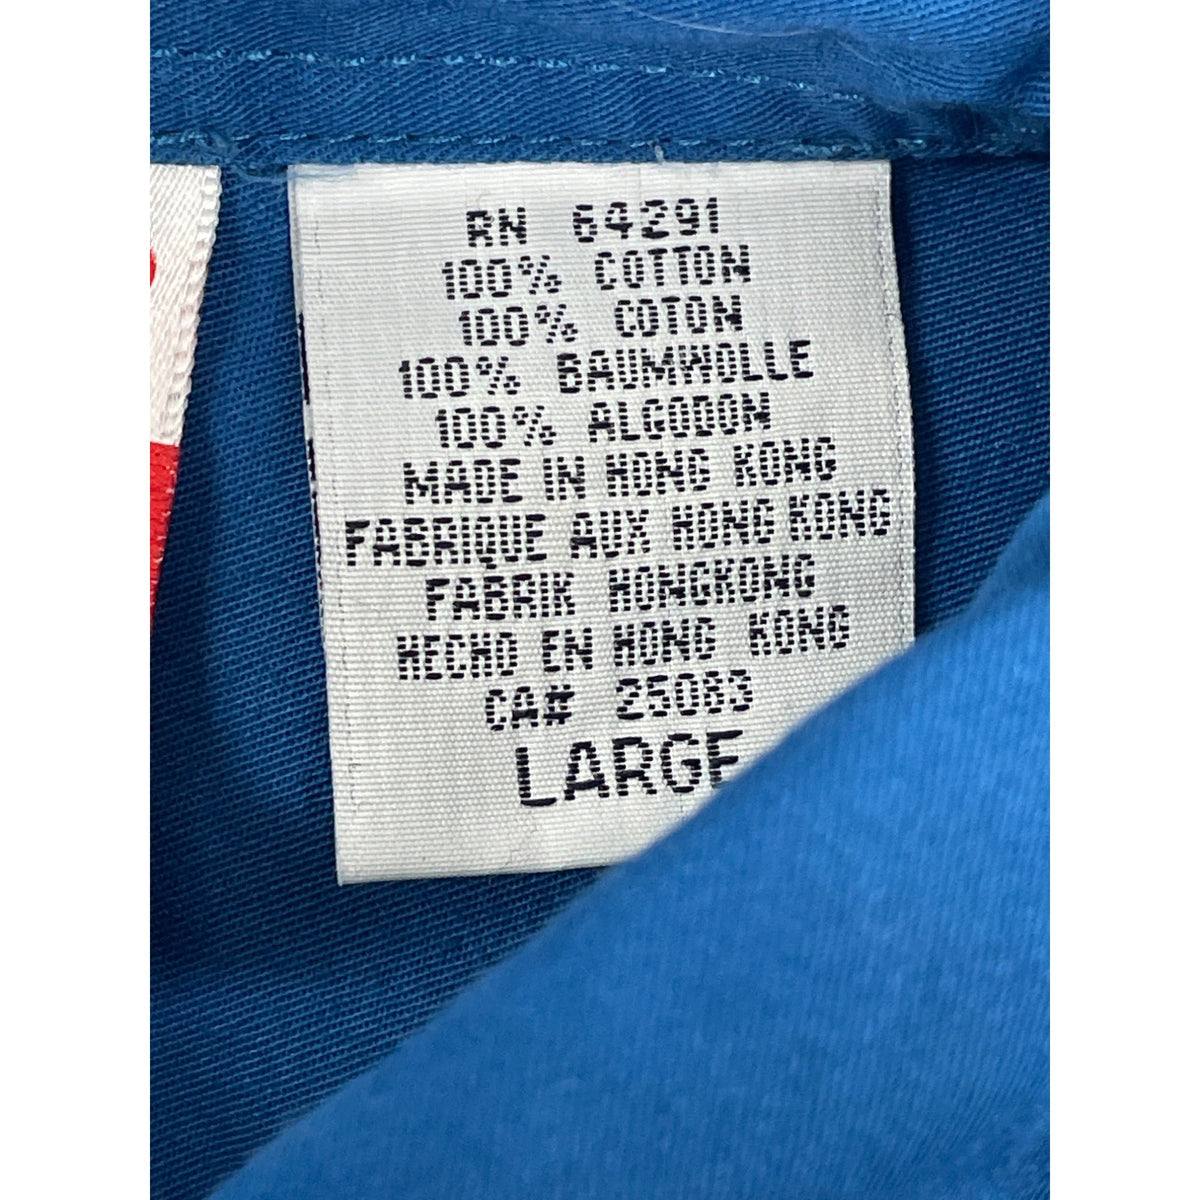 RN 64291
100% COTTON
100% COTON
100% BAUMWOLLE
100% ALGODON
MADE IN HONG KONG
FABRIQUE AUX HONG KONG
FABRIK HONGKONG
HECHO EN HONG KONG
CA# 25083
LARGE